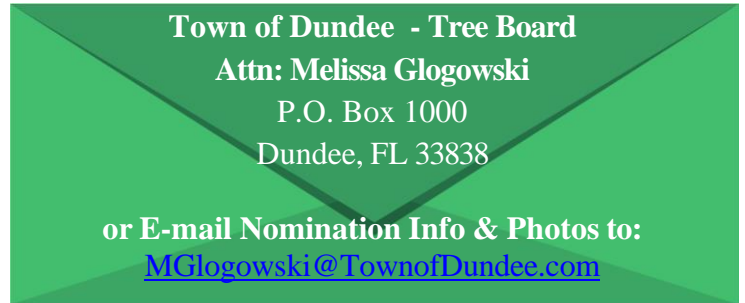 Town of Dundee - Tree Board
Attn: Melissa Glogowski
P.O. Box 1000
Dundee, FL 33838
or E-mail Nomination Info & Photos to:
MGlogowski@TownofDundee.com